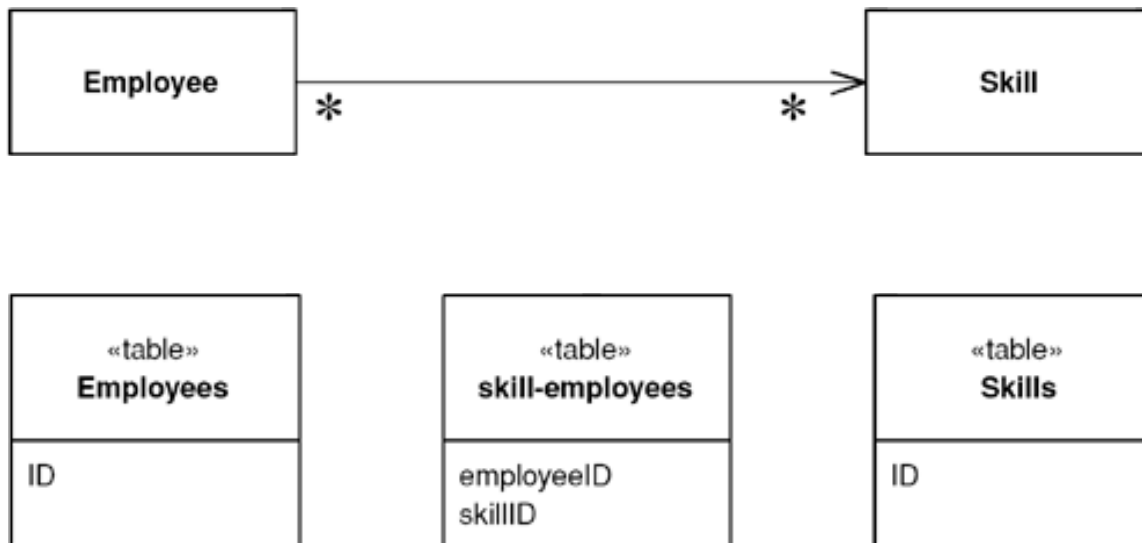 Employee
Skill
*
*
«table»
Employees
ID
«table»
skill-employees
employeeID
skillID
«table»
Skills
ID